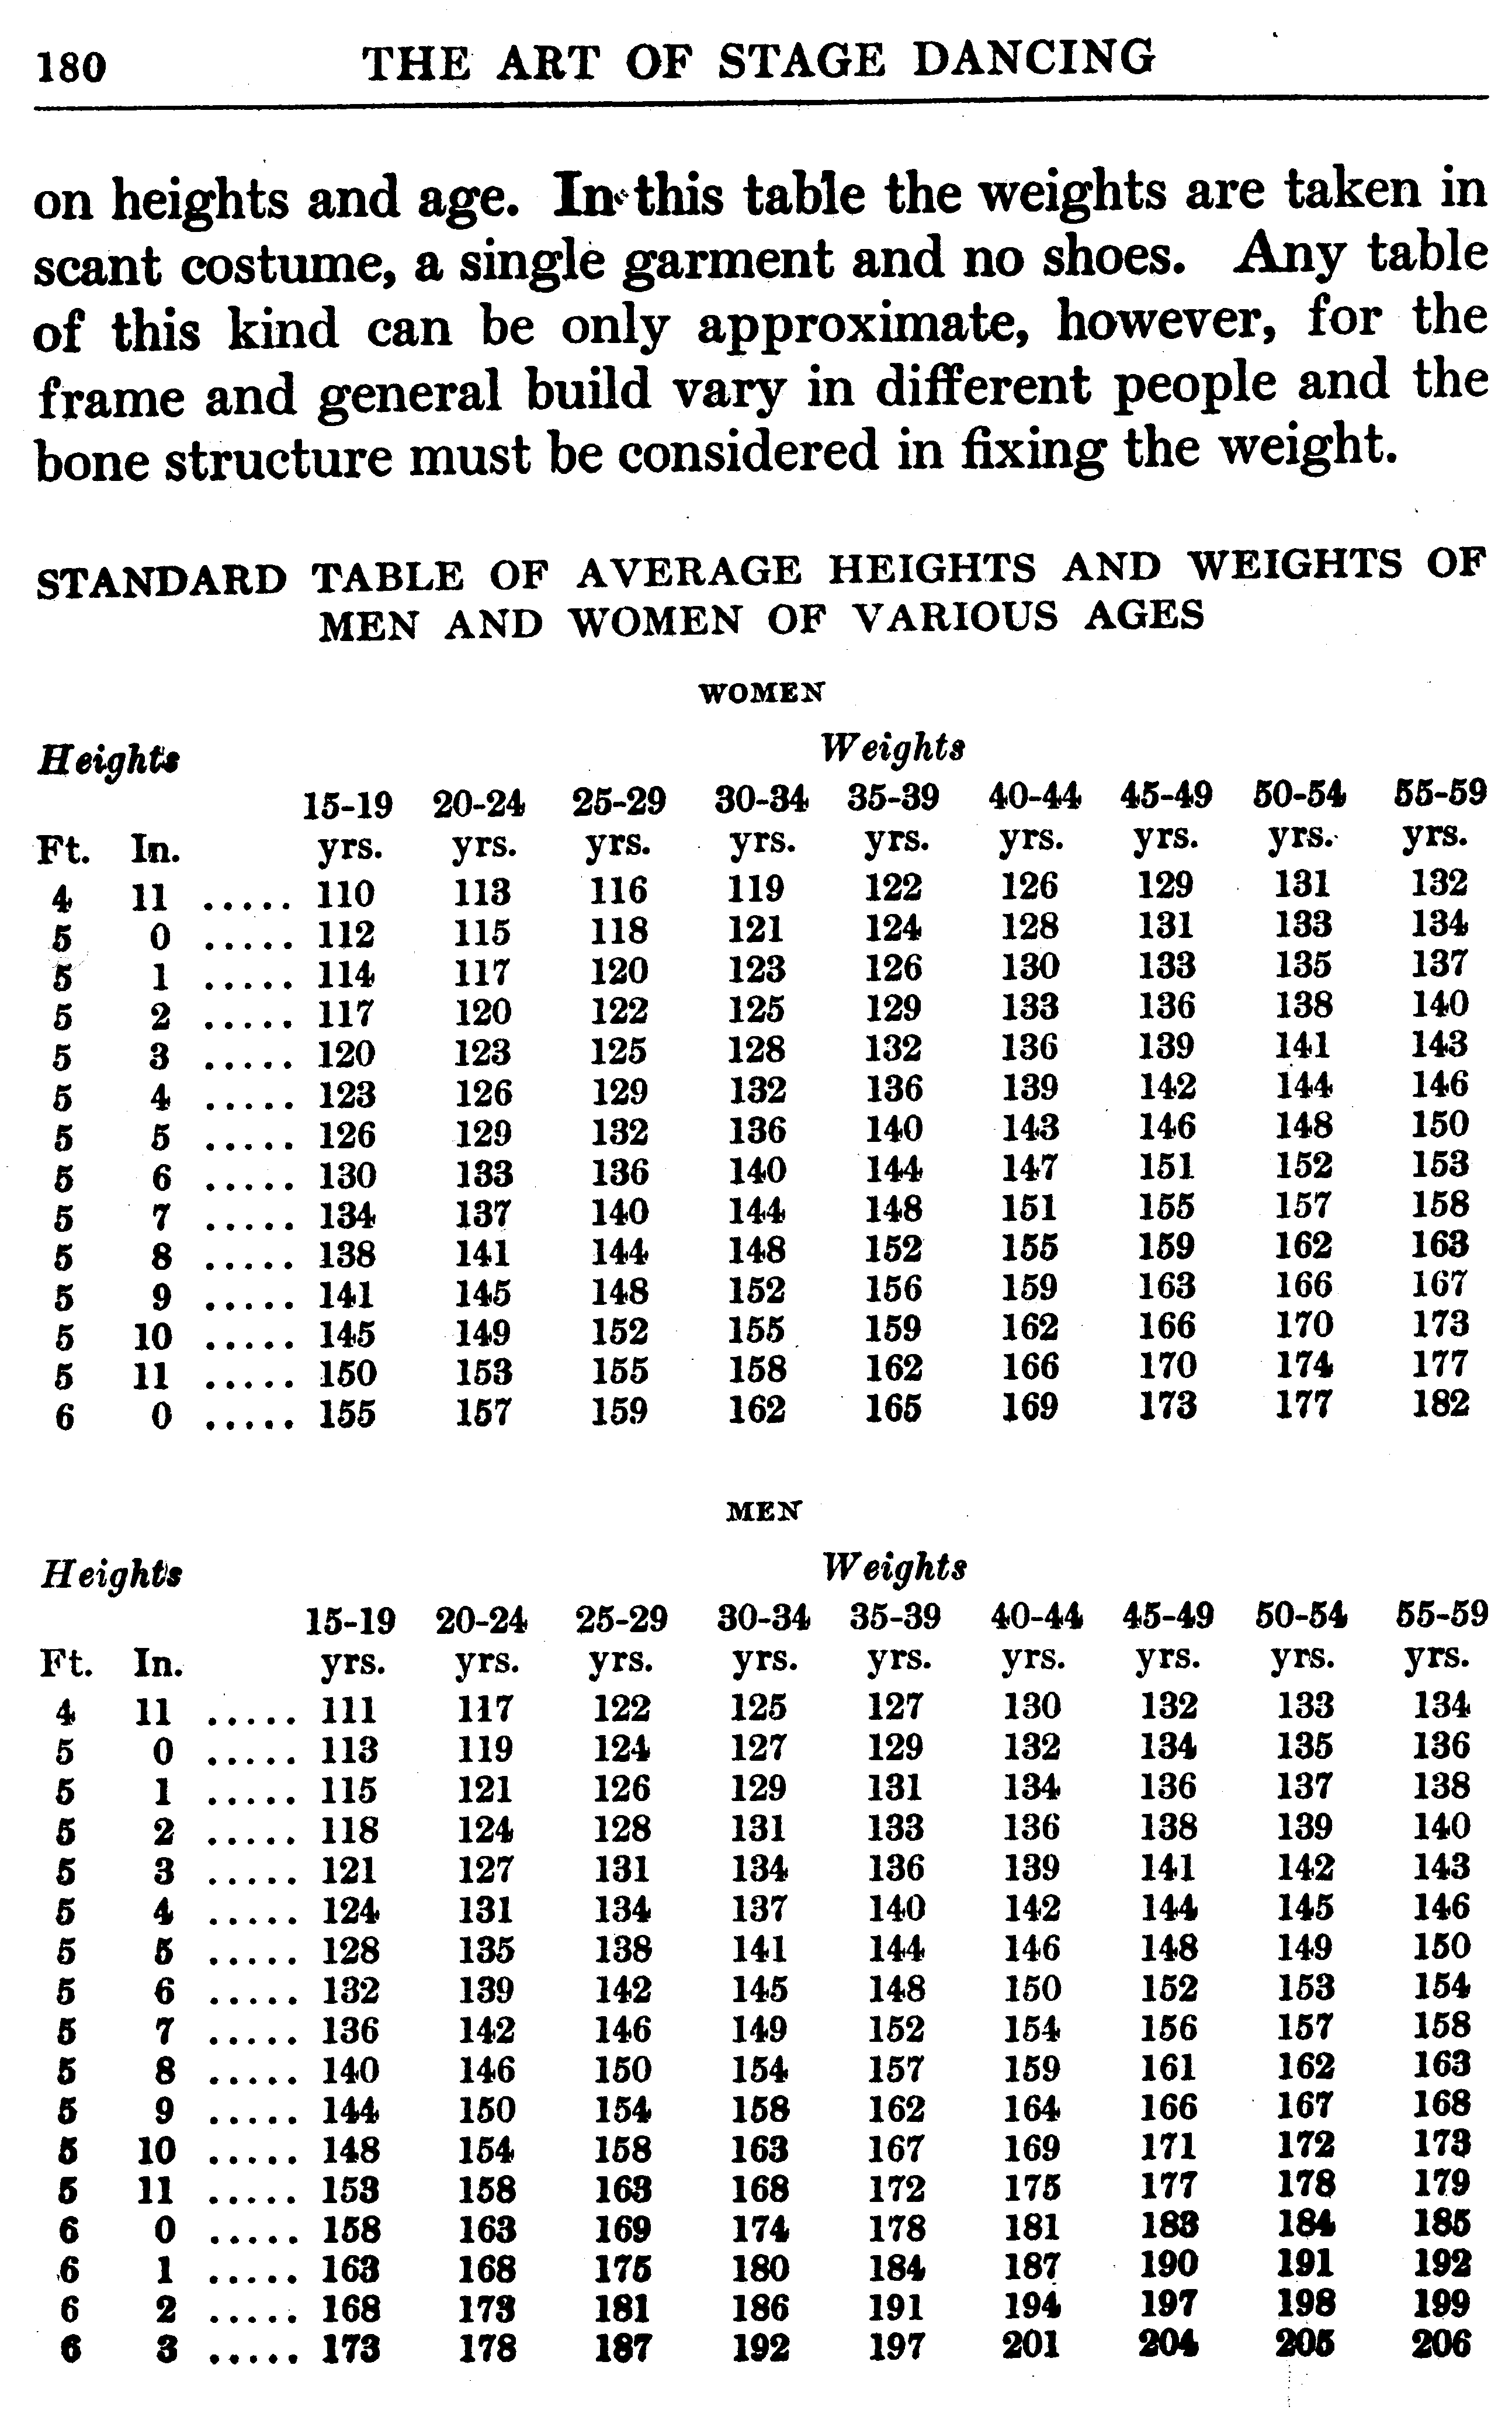 180 THE ART OF STAGE DANCING
on heights and age. In this table the weights are taken in
scant costume, a single garment and no shoes. Any table
of this kind can be only approximate, however, for the
frame and general build vary in different people and the
bone structure must be considered in fixing the weight.
STANDARD TABLE OF AVERAGE HEIGHTS AND WEIGHTS OF
MEN AND WOMEN OF VARIOUS AGES
WOMEN
Heights Weights
15-19 20-24 25-29 30-34 35-39 40-44 45-49 50-54 55-59
Ft. In. yrs. yrs. yrs. yrs. yrs. yrs. yrs. yrs. yrs.
4 11 ..... 110 113 116 119 122 126 129 131 132
5 0 ..... 112 115 118 121 124 128 131 133 134
5 1 ..... 114 117 120 123 126 130 133 135 137
5 2 ..... 117 120 122 125 129 133 136 138 140
5 3 ..... 120 123 125 128 132 136 139 141 143
5 4 ..... 123 126 129 132 136 139 142 144 146
5 5 ..... 126 129 132 136 140 143 146 148 150
5 6 ..... 130 133 136 140 144 147 151 152 153
5 7 ..... 134 137 140 144 148 151 155 157 158
5 8 ..... 138 141 144 148 152 155 159 162 163
5 9 ..... 141 145 148 152 156 159 163 166 167
5 10 ..... 145 149 152 155 159 162 166 170 173
5 11 ..... 150 153 155 158 162 166 170 174 177
6 0 ..... 155 157 159 162 165 169 173 177 182
MEN
Heights Weights
15-19 20-24 25-29 30-34 35-39 40-44 45-49 50-54 55-59
Ft. In. yrs. yrs. yrs. yrs. yrs. yrs. yrs. yrs. yrs.
4 11 ..... 111 117 122 125 127 130 132 133 134
5 0 ..... 113 119 124 127 129 132 134 135 136
5 1 ..... 115 121 126 129 131 134 136 137 138
5 2 ..... 118 124 128 131 133 136 138 139 140
5 3 ..... 121 127 131 134 136 139 141 142 143
5 4 ..... 124 131 134 137 140 142 144 145 146
5 5 ..... 128 135 138 141 144 146 148 149 150
5 6 ..... 132 139 142 145 148 150 152 153 154
5 7 ..... 136 142 146 149 152 154 156 157 158
5 8 ..... 140 146 150 154 157 159 161 162 163
5 9 ..... 144 150 154 158 162 164 166 167 168
5 10 ..... 148 154 158 163 167 169 171 172 173
5 11 ..... 153 158 163 168 172 175 177 178 179
6 0 ..... 158 163 169 174 178 181 183 184 185
6 1 ..... 163 168 175 180 184 187 190 191 192
6 2 ..... 168 173 181 186 191 194 197 198 199
6 3 ..... 173 178 187 192 197 201 204 205 206